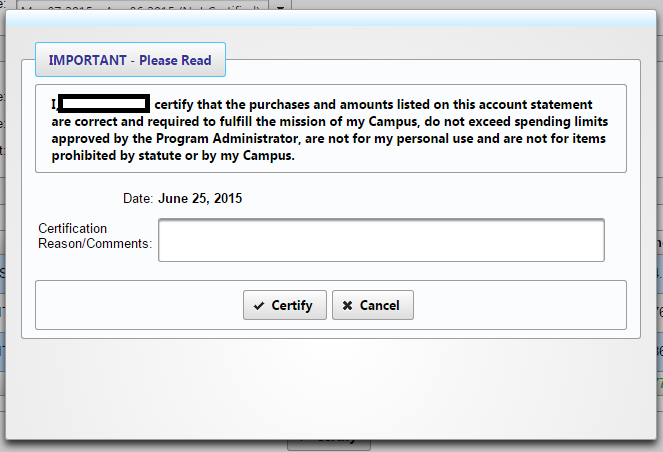 IMPORTANT - Please Read
I, certify that the purchases and amounts listed on this account statement
are correct and required to fulfill the mission of my Campus, do not exceed spending limits
approved by the Program Administrator, are not for my personal use and are not for items
prohibited by statute or by my Campus.
Date: June 25, 2015
Certification
Reason/Comments:
Certify Cancel